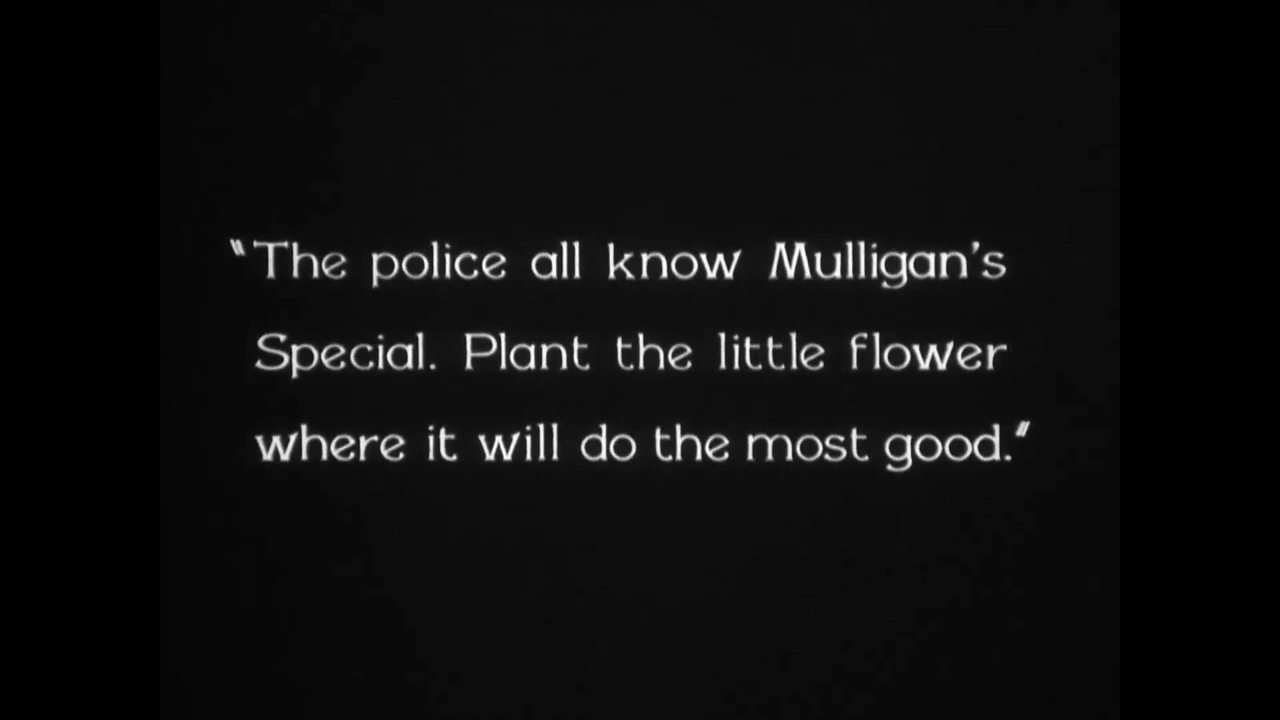 "The police all know Mulligan's
Special. Plant the little flower
where it will do the most good."